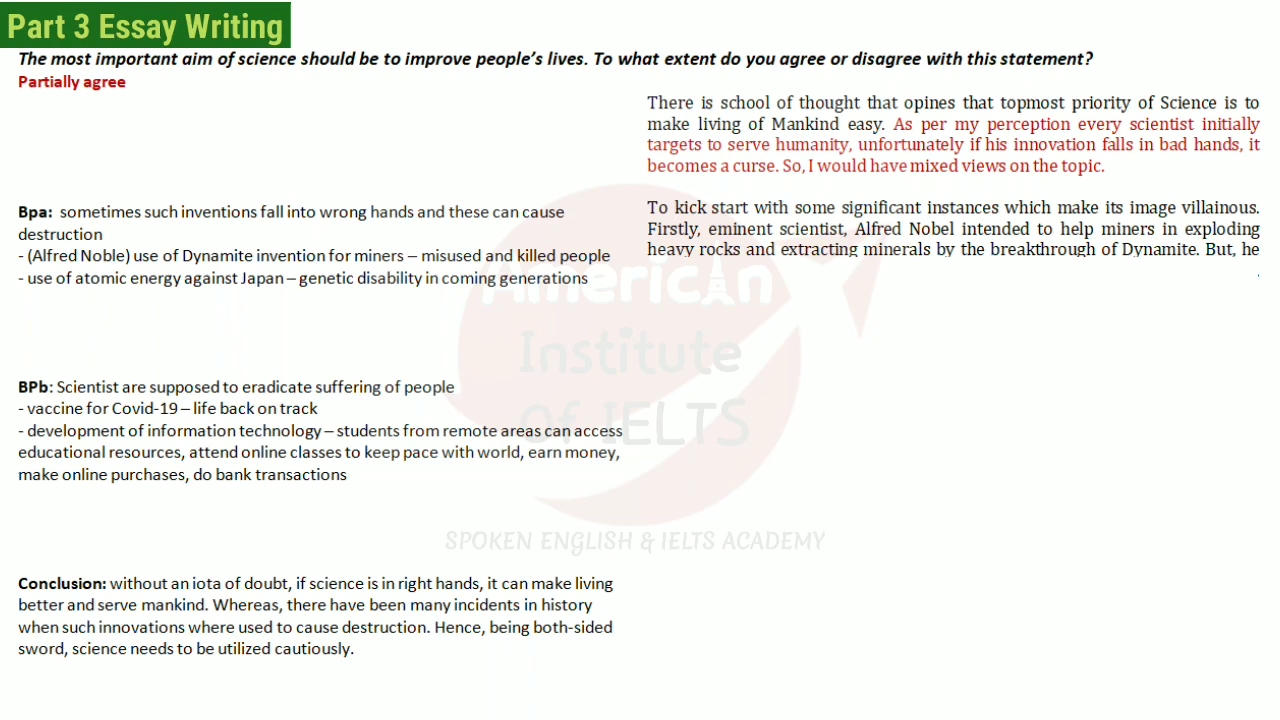 Part 3 Essay Writing
The most important aim of science should be to improve people's lives. To what extent do you agree or disagree with this statement?
Partially agree
Bpa: sometimes such inventions fall into wrong hands and these can cause
destruction
- (Alfred Noble) use of Dynamite invention for miners – misused and killed people
- use of atomic energy against Japan – genetic disability in coming generations
BPb: Scientist are supposed to eradicate suffering of people
- vaccine for Covid-19 – life back on track
- development of information technology – students from remote areas can access
educational resources, attend online classes to keep pace with world, earn money,
make online purchases, do bank transactions
Conclusion: without an iota of doubt, if science is in right hands, it can make living
better and serve mankind. Whereas, there have been many incidents in history
when such innovations where used to cause destruction. Hence, being both-sided
sword, science needs to be utilized cautiously.
There is school of thought that opines that topmost priority of Science is to
make living of Mankind easy. As per my perception every scientist initially
targets to serve humanity, unfortunately if his innovation falls in bad hands, it
becomes a curse. So, I would have mixed views on the topic.
To kick start with some significant instances which make its image villainous.
Firstly, eminent scientist, Alfred Nobel intended to help miners in exploding
heavy rocks and extracting minerals by the breakthrough of Dynamite. But, he
American
Institute
Of IELTS
SPOKEN ENGLISH & IELTS ACADEMY